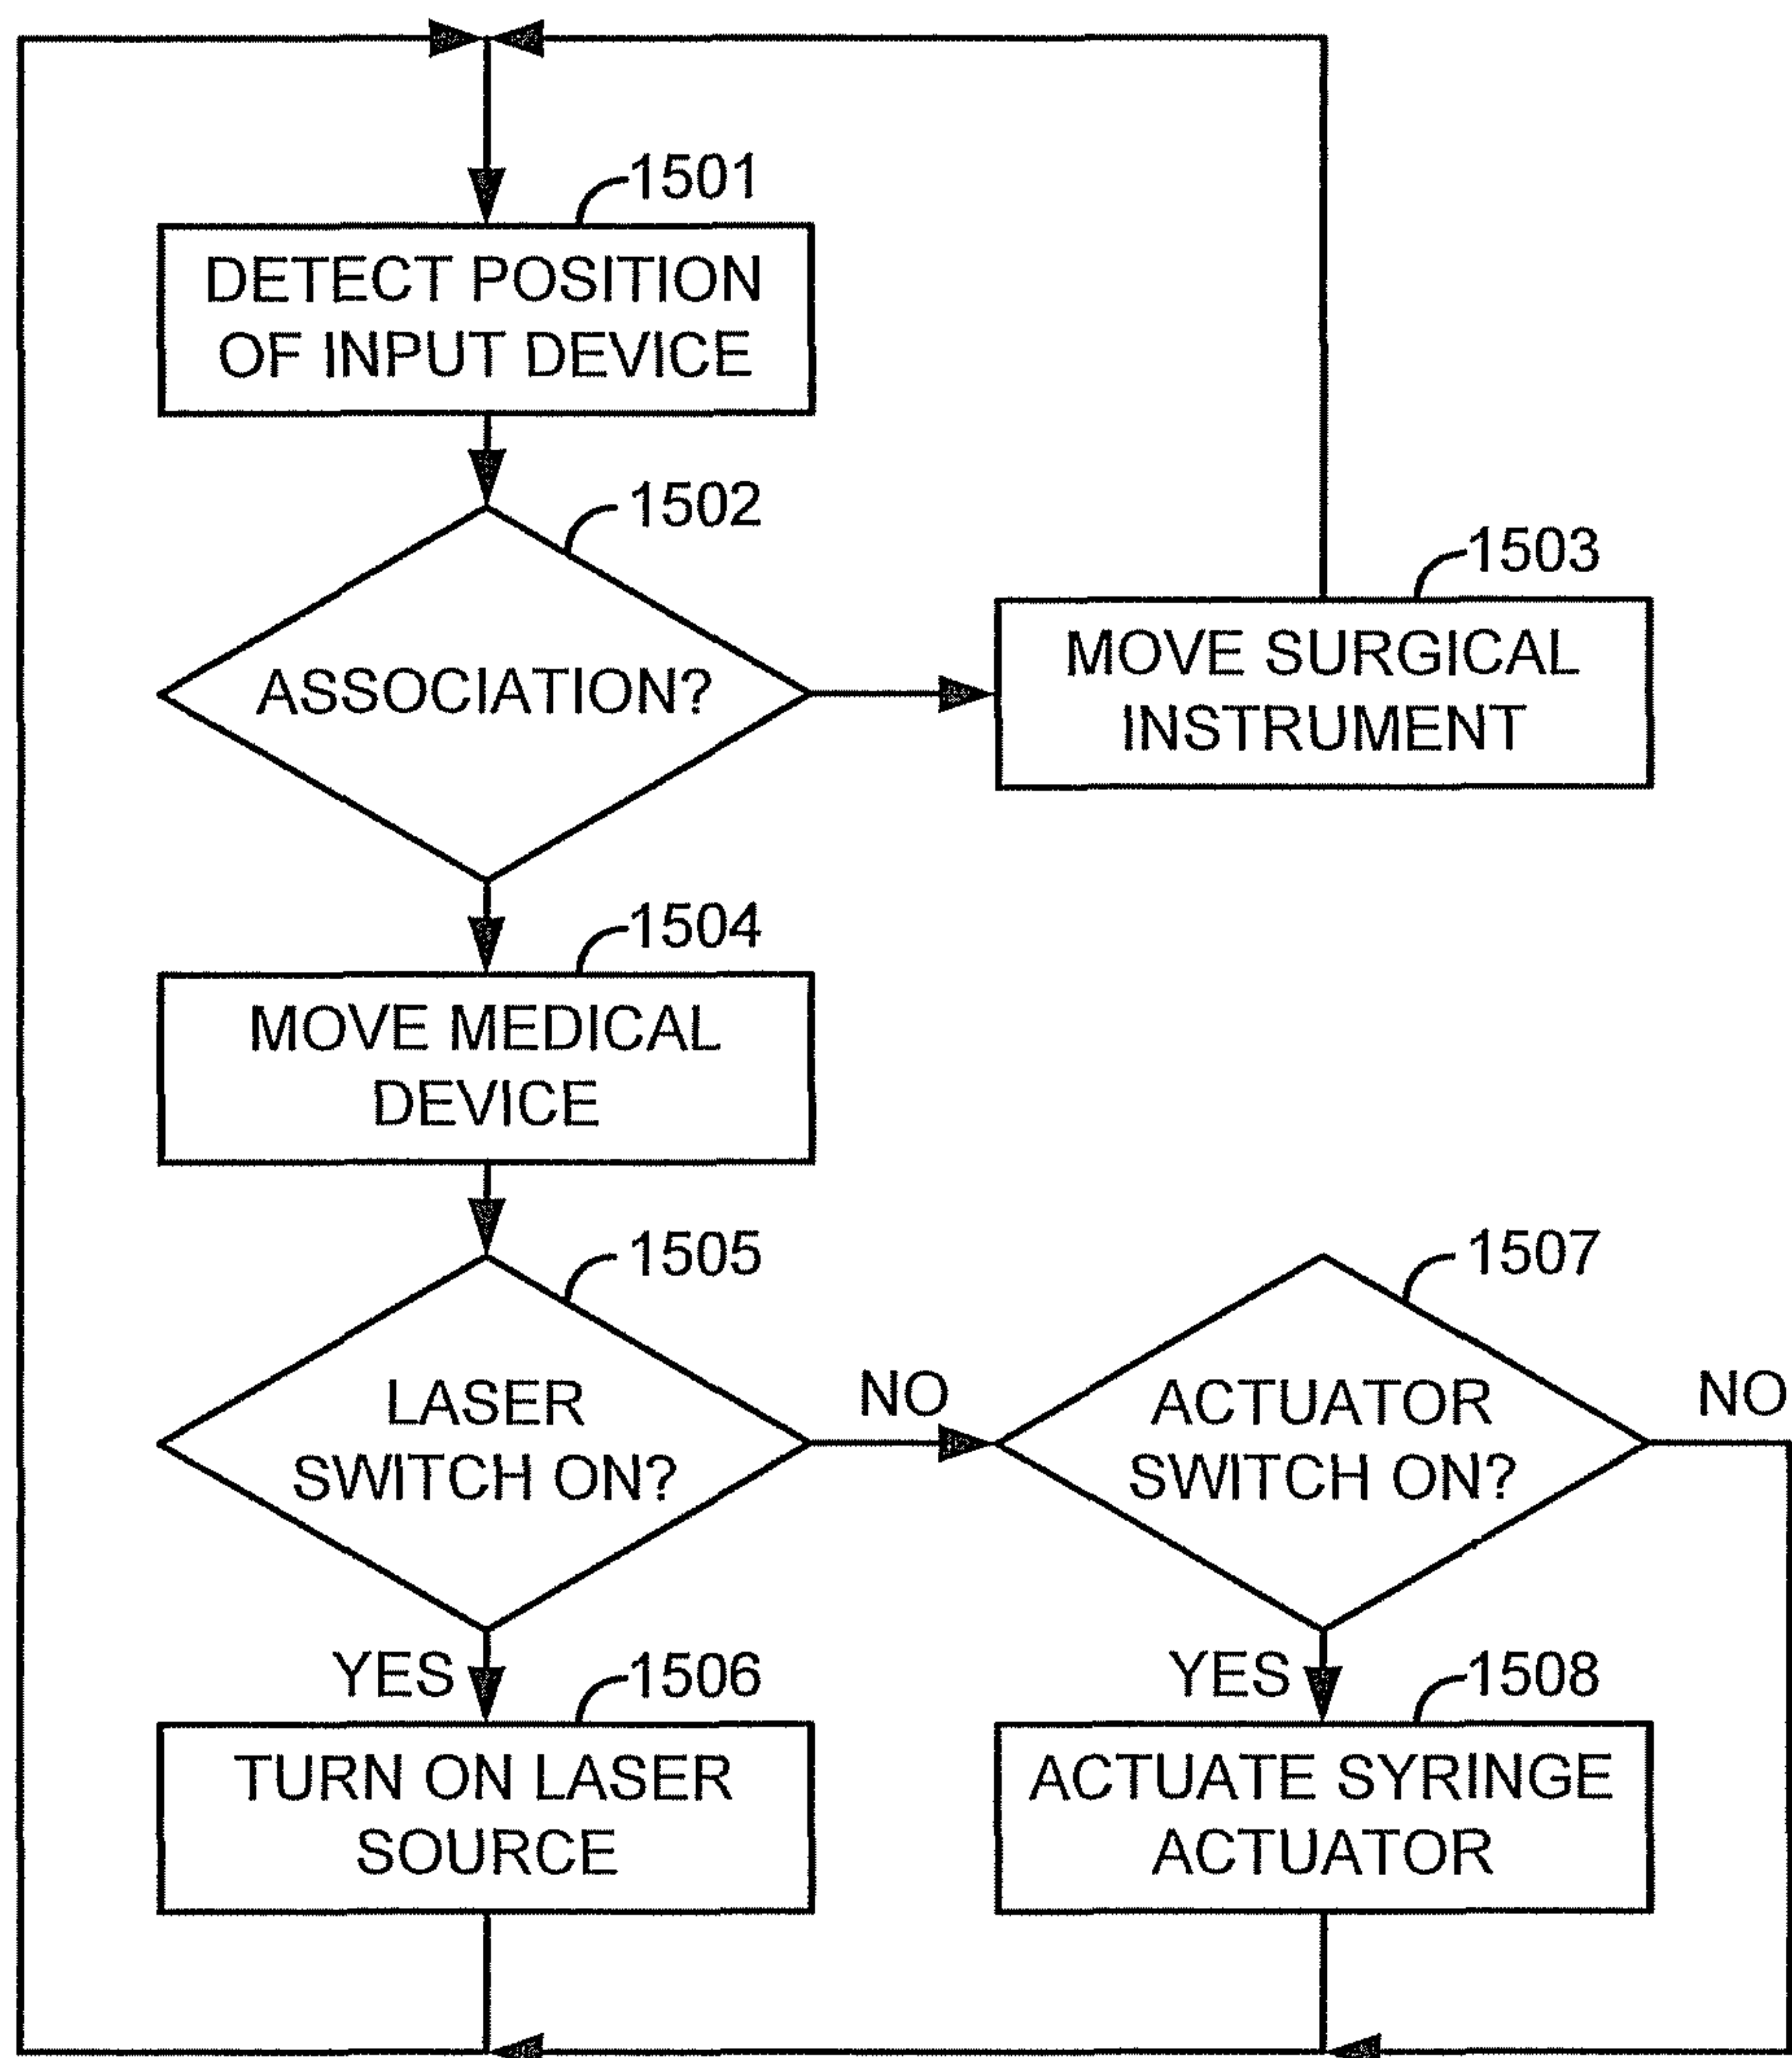 1501
DETECT POSITION
OF INPUT DEVICE
1502
ASSOCIATION?
1503
MOVE SURGICAL
INSTRUMENT
1504
MOVE MEDICAL
DEVICE
1505
LASER
SWITCH ON?
NO
1507
ACTUATOR
SWITCH ON?
NO
YES
1506
TURN ON LASER
SOURCE
YES
1508
ACTUATE SYRINGE
ACTUATOR